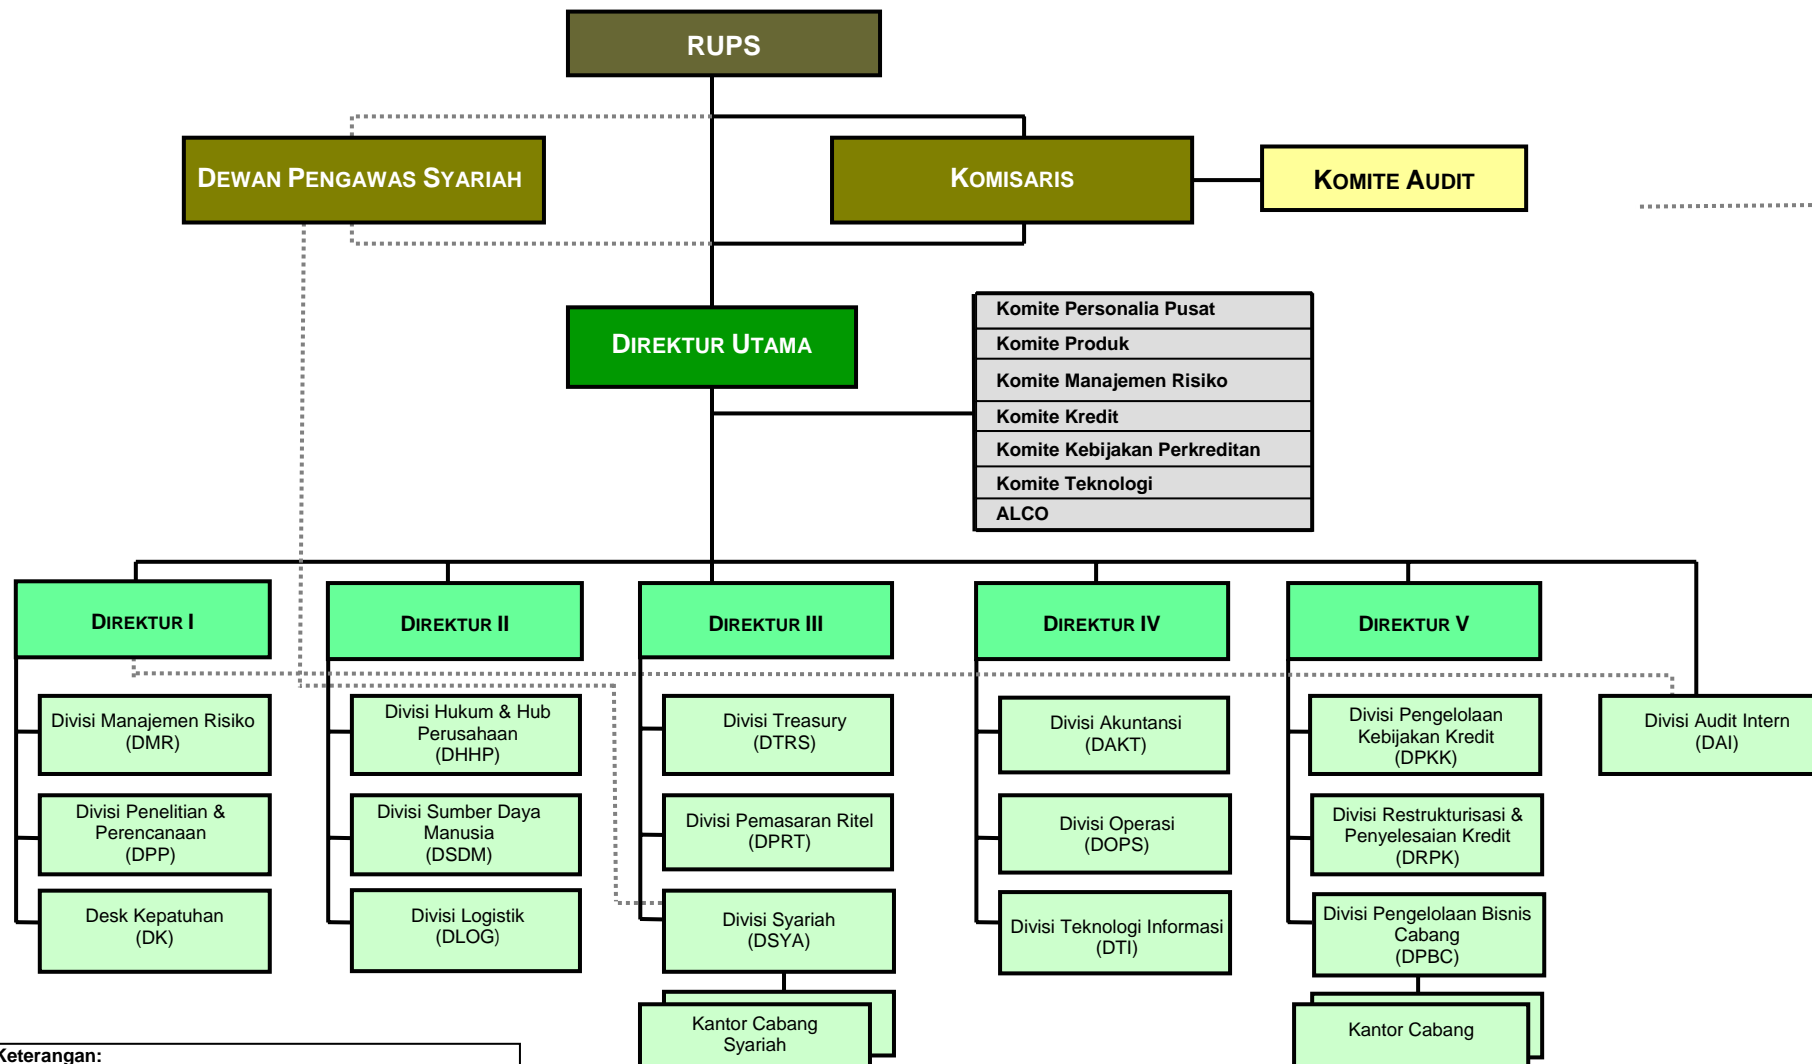 RUPS
DEWAN PENGAWAS SYARIAH
KOMISARIS
KOMITE AUDIT
DIREKTUR UTAMA
Komite Personalia Pusat
Komite Produk
Komite Manajemen Risiko
Komite Kredit
Komite Kebijakan Perkreditan
Komite Teknologi
ALCO
DIREKTUR I
DIREKTUR II
DIREKTUR III
DIREKTUR IV
DIREKTUR V
Divisi Manajemen Risiko
(DMR)
Divisi Hukum & Hub
Perusahaan
(DHHP)
Divisi Treasury
(DTRS)
Divisi Akuntansi
(DAKT)
Divisi Pengelolaan
Kebijakan Kredit
(DPKK)
Divisi Audit Intern
(DAI)
Divisi Penelitian &
Perencanaan
(DPP)
Divisi Sumber Daya
Manusia
(DSDM)
Divisi Pemasaran Ritel
(DPRT)
Divisi Operasi
(DOPS)
Divisi Restrukturisasi &
Penyelesaian Kredit
(DRPK)
Desk Kepatuhan
(DK)
Divisi Logistik
(DLOG)
Divisi Syariah
(DSYA)
Divisi Teknologi Informasi
(DTI)
Divisi Pengelolaan Bisnis
Cabang
(DPBC)
Kantor Cabang
Syariah
Kantor Cabang
Keterangan: